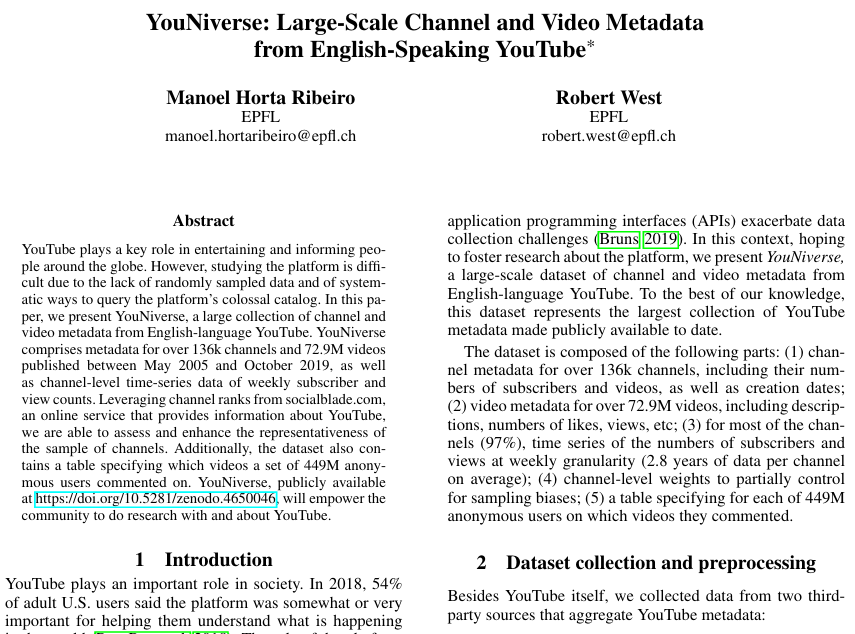 YouNiverse: Large-Scale Channel and Video Metadata
from English-Speaking YouTube*
Manoel Horta Ribeiro
EPFL
manoel.hortaribeiro@epfl.ch
Robert West
EPFL
robert.west@epfl.ch
Abstract
YouTube plays a key role in entertaining and informing peo-
ple around the globe. However, studying the platform is diffi-
cult due to the lack of randomly sampled data and of system-
atic ways to query the platform's colossal catalog. In this pa-
per, we present YouNiverse, a large collection of channel and
video metadata from English-language YouTube. YouNiverse
comprises metadata for over 136k channels and 72.9M videos
published between May 2005 and October 2019, as well
as channel-level time-series data of weekly subscriber and
view counts. Leveraging channel ranks from socialblade.com,
an online service that provides information about YouTube,
we are able to assess and enhance the representativeness of
the sample of channels. Additionally, the dataset also con-
tains a table specifying which videos a set of 449M anony-
mous users commented on. YouNiverse, publicly available
at https://doi.org/10.5281/zenodo.4650046, will empower the
community to do research with and about YouTube.
1 Introduction
YouTube plays an important role in society. In 2018, 54%
of adult U.S. users said the platform was somewhat or very
important for helping them understand what is happening
application programming interfaces (APIs) exacerbate data
collection challenges (Bruns 2019). In this context, hoping
to foster research about the platform, we present YouNiverse,
a large-scale dataset of channel and video metadata from
English-language YouTube. To the best of our knowledge,
this dataset represents the largest collection of YouTube
metadata made publicly available to date.
The dataset is composed of the following parts: (1) chan-
nel metadata for over 136k channels, including their num-
bers of subscribers and videos, as well as creation dates;
(2) video metadata for over 72.9M videos, including descrip-
tions, numbers of likes, views, etc; (3) for most of the chan-
nels (97%), time series of the numbers of subscribers and
views at weekly granularity (2.8 years of data per channel
on average); (4) channel-level weights to partially control
for sampling biases; (5) a table specifying for each of 449M
anonymous users on which videos they commented.
2 Dataset collection and preprocessing
Besides YouTube itself, we collected data from two third-
party sources that aggregate YouTube metadata: